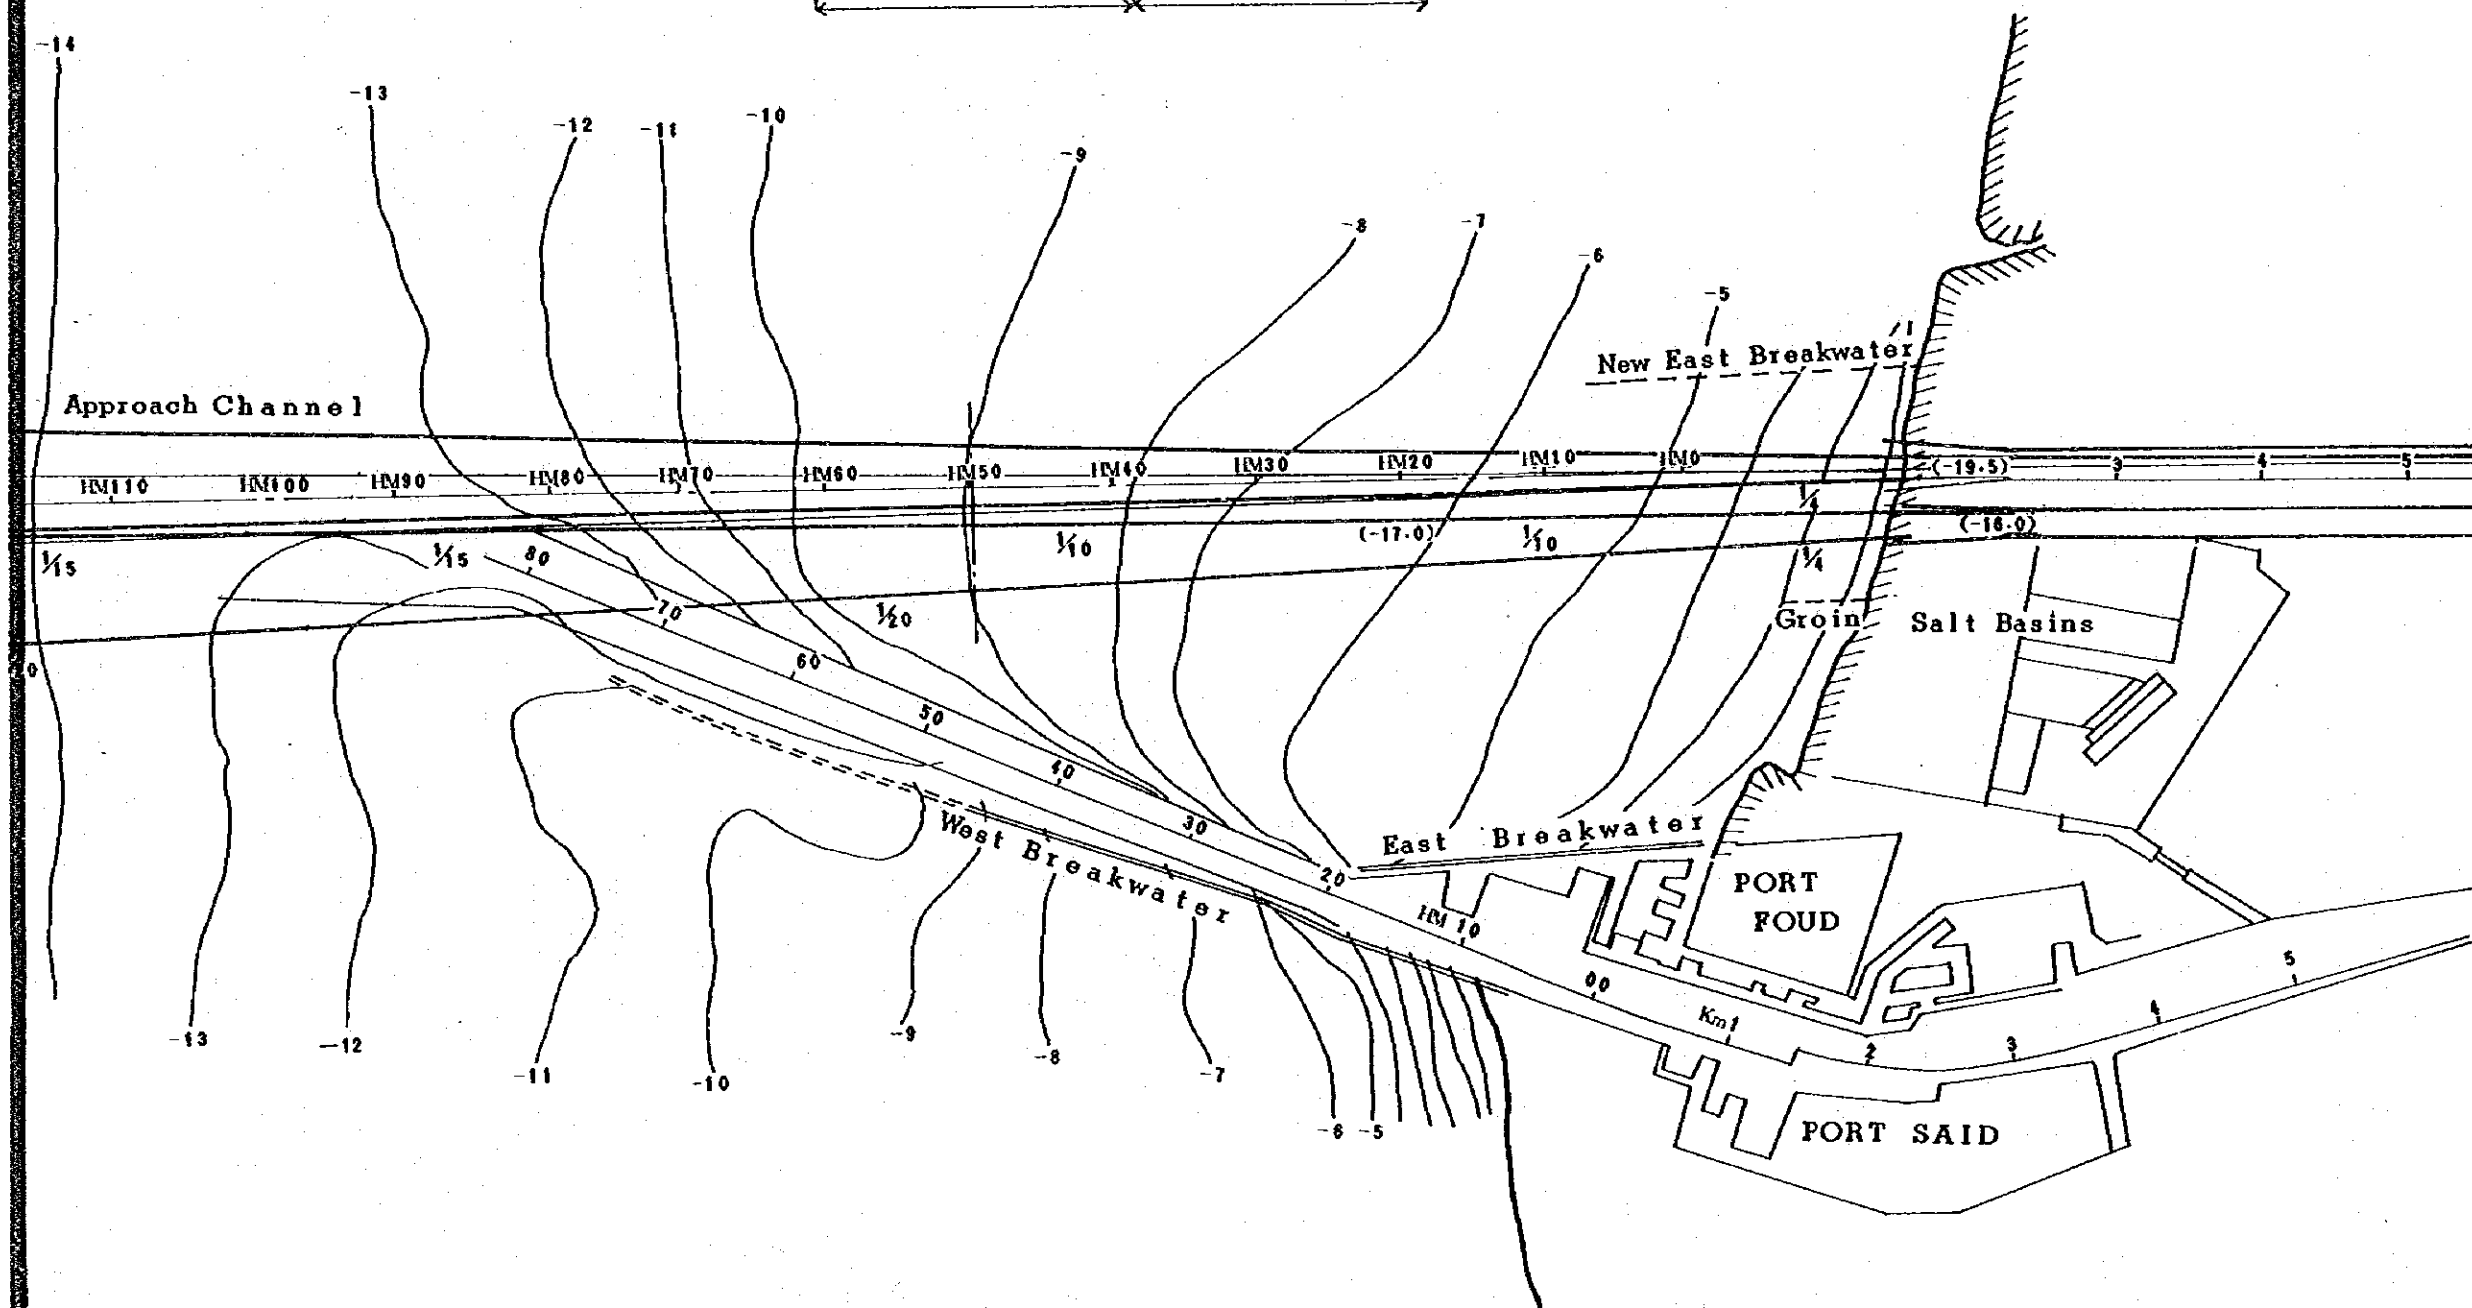 -14
-13
-12
-11
-10
-9
-8
-7
-6
-5
-1
New East Breakwater
Approach Channel
HM110 HM100 HM90 HM80 HM70 HM60 HM50 HM40 HM30 HM20 HM10 HM0 (-19.5) 3 4 5
1/4
(-17.0) (-16.0)
1/15 1/15 80 1/10 1/10 1/4
70 1/20 Groin Salt Basins
60
50
40
30
West Breakwater
East Breakwater
20
PORT
FOUD
HM 10
00
5
Km1
4
2 3
-13 -12 -11 -10 -9 -8 -7 -6 -5
PORT SAID